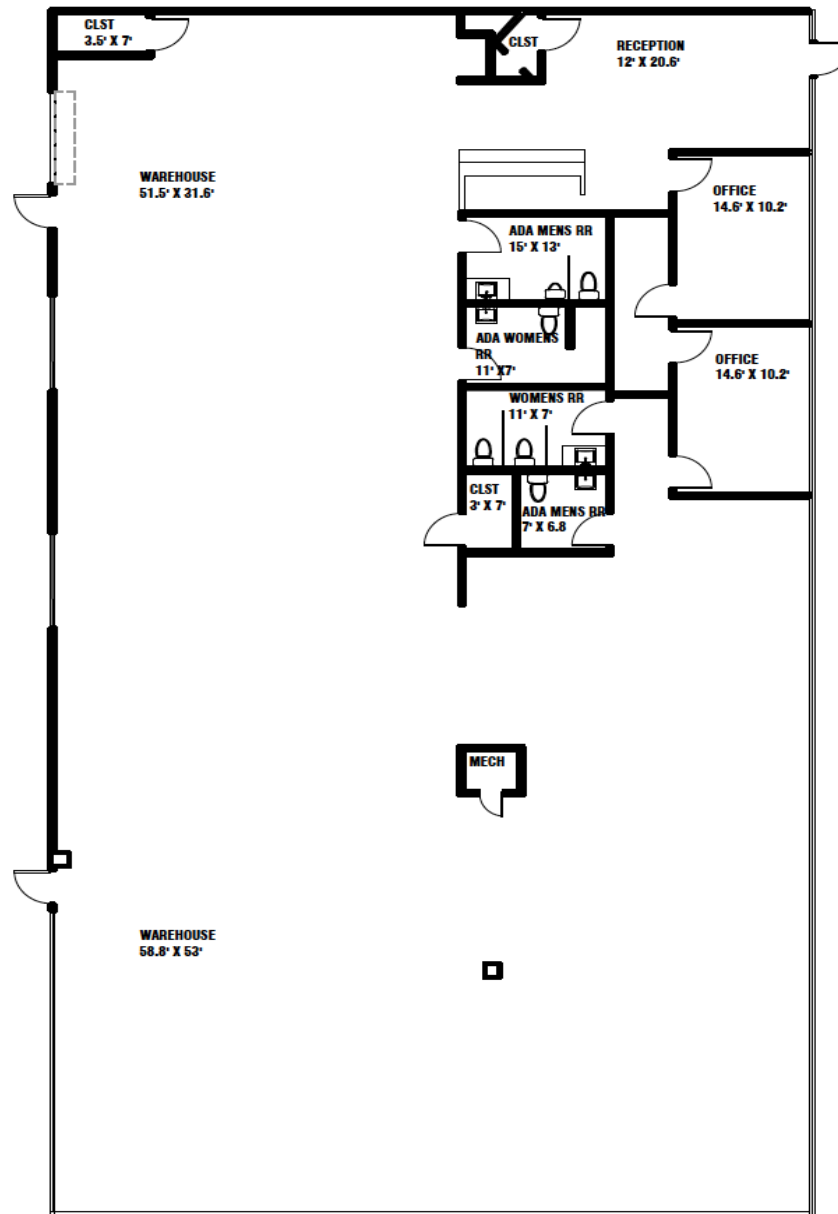 CLST
3.5' X 7'
CLST
RECEPTION
12' X 20.6'
WAREHOUSE
51.5' X 31.6'
OFFICE
14.6' X 10.2'
ADA MENS RR
15' X 13'
ADA WOMENS
RR
11' X7'
OFFICE
14.6' X 10.2'
WOMENS RR
11' X 7'
CLST
3' X 7'
ADA MENS RR
7' X 6.8
MECH
WAREHOUSE
58.8' X 53'